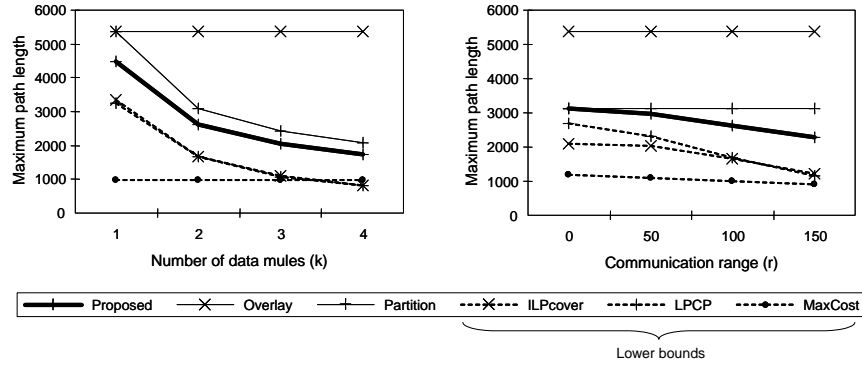 6000
5000
4000
3000
2000
1000
0
Maximum path length
1 2 3 4
Number of data mules (k)
6000
5000
4000
3000
2000
1000
0
Maximum path length
0 50 100 150
Communication range (r)
Proposed Overlay Partition ILPcover LPCP MaxCost
Lower bounds